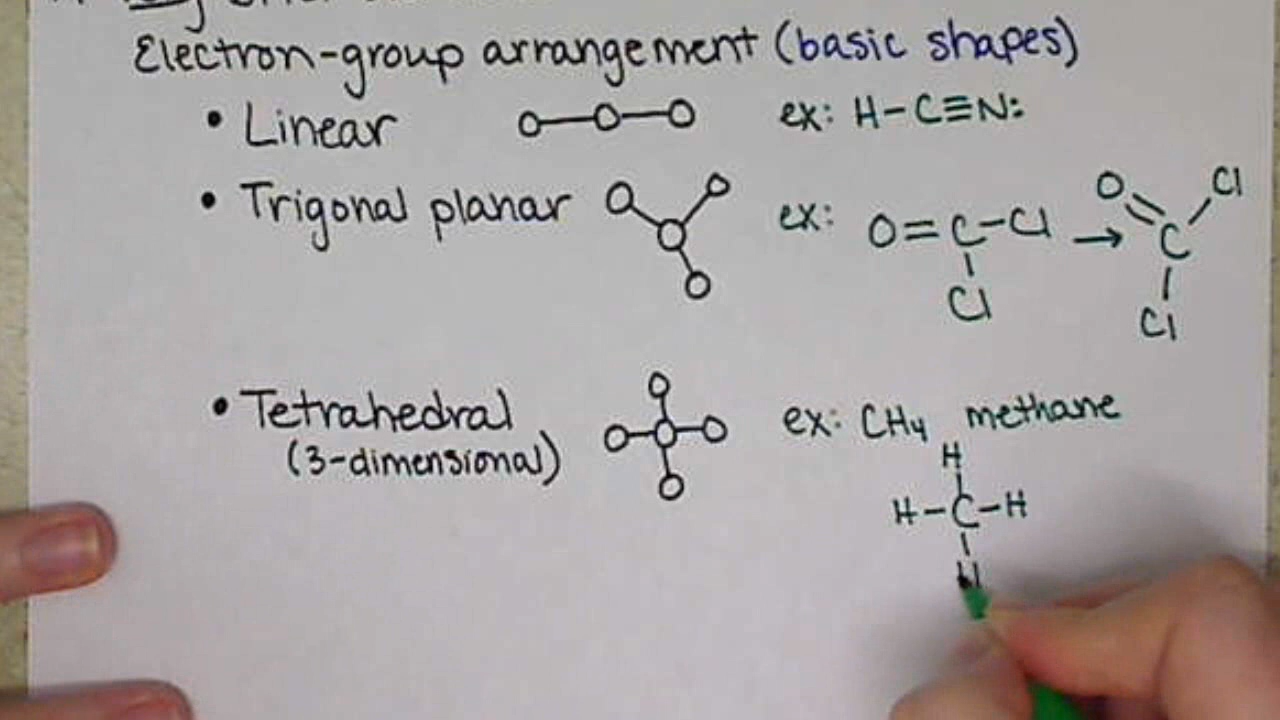 Electron-group arrangement (basic shapes)
• Linear ex: H-C≡N:
• Trigonal planar ex: O=C-Cl → O Cl
C
Cl Cl
• Tetrahedral ex: CH4 methane
(3-dimensional)
H
H-C-H
H